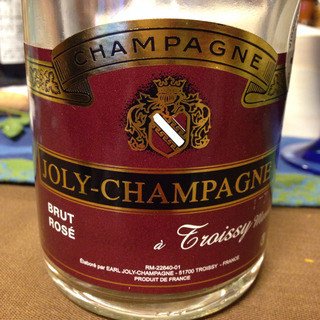 CHAMPAGNE
JOLY-CHAMPAGNE
BRUT
ROSÉ
à Troissy
RM-22640-01
Élaboré par EARL JOLY-CHAMPAGNE - 51700 TROISSY - FRANCE
PRODUIT DE FRANCE